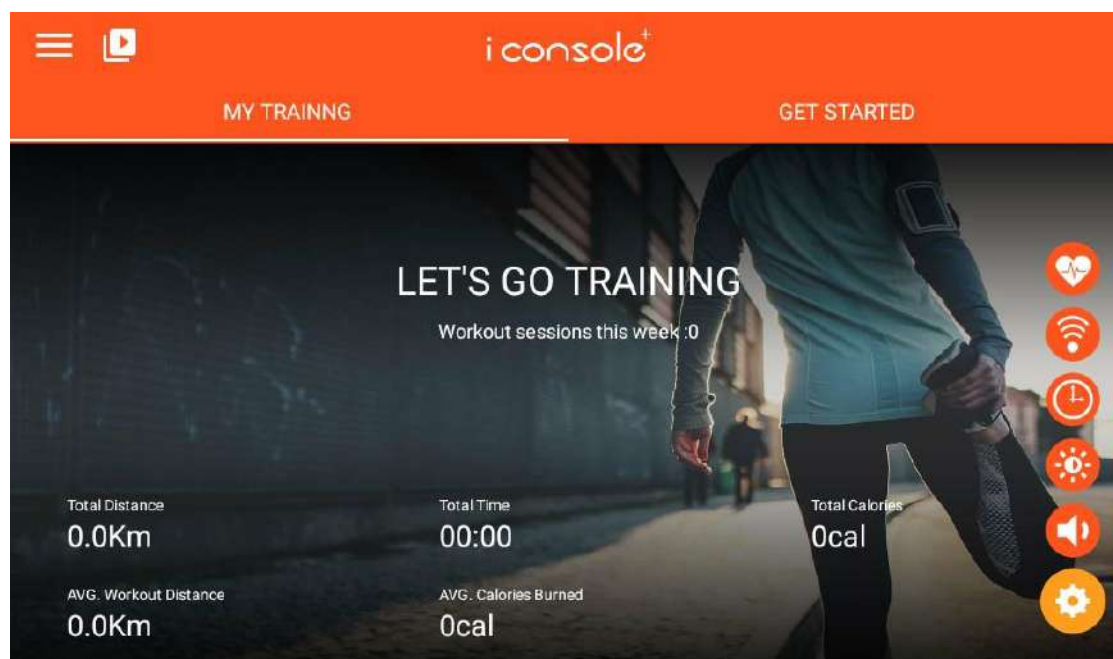 iconsole+
MY TRAINNG
GET STARTED
LET'S GO TRAINING
Workout sessions this week :0
Total Distance
Total Time
Total Calories
0.0Km
00:00
0cal
AVG. Workout Distance
AVG. Calories Burned
0.0Km
0cal